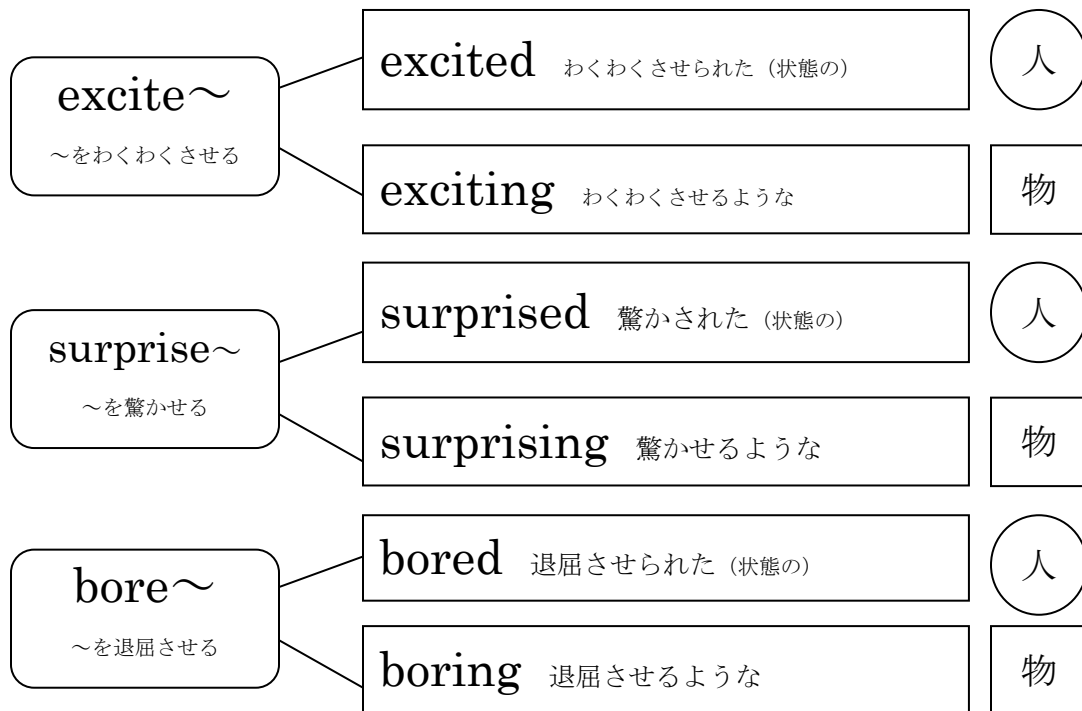 excite～
～をわくわくさせる
excited わくわくさせられた（状態の）
人
exciting わくわくさせるような
物
surprise～
～を驚かせる
surprised 驚かされた（状態の）
人
surprising 驚かせるような
物
bore～
～を退屈させる
bored 退屈させられた（状態の）
人
boring 退屈させるような
物